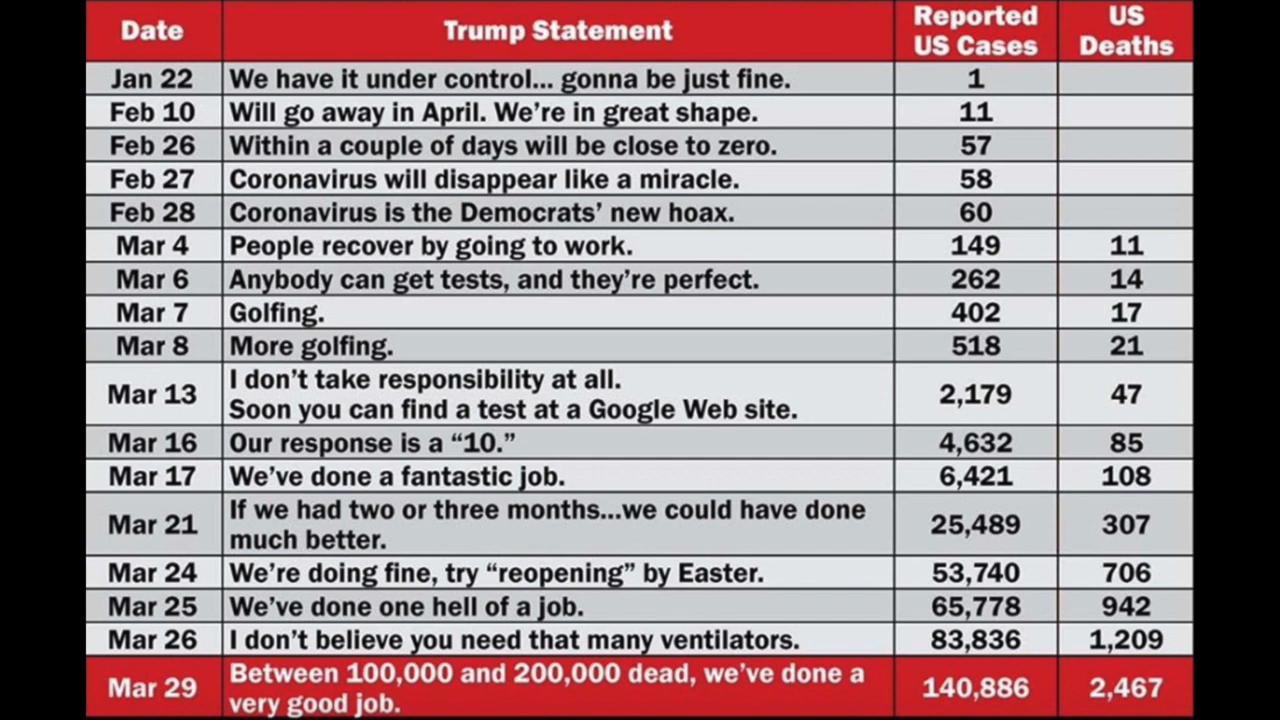 Date Trump Statement Reported US Cases US Deaths
Jan 22 We have it under control... gonna be just fine. 1
Feb 10 Will go away in April. We’re in great shape. 11
Feb 26 Within a couple of days will be close to zero. 57
Feb 27 Coronavirus will disappear like a miracle. 58
Feb 28 Coronavirus is the Democrats’ new hoax. 60
Mar 4 People recover by going to work. 149 11
Mar 6 Anybody can get tests, and they’re perfect. 262 14
Mar 7 Golfing. 402 17
Mar 8 More golfing. 518 21
Mar 13 I don’t take responsibility at all.
Soon you can find a test at a Google Web site. 2,179 47
Mar 16 Our response is a “10.” 4,632 85
Mar 17 We’ve done a fantastic job. 6,421 108
Mar 21 If we had two or three months...we could have done
much better. 25,489 307
Mar 24 We’re doing fine, try “reopening” by Easter. 53,740 706
Mar 25 We’ve done one hell of a job. 65,778 942
Mar 26 I don’t believe you need that many ventilators. 83,836 1,209
Mar 29 Between 100,000 and 200,000 dead, we’ve done a
very good job. 140,886 2,467